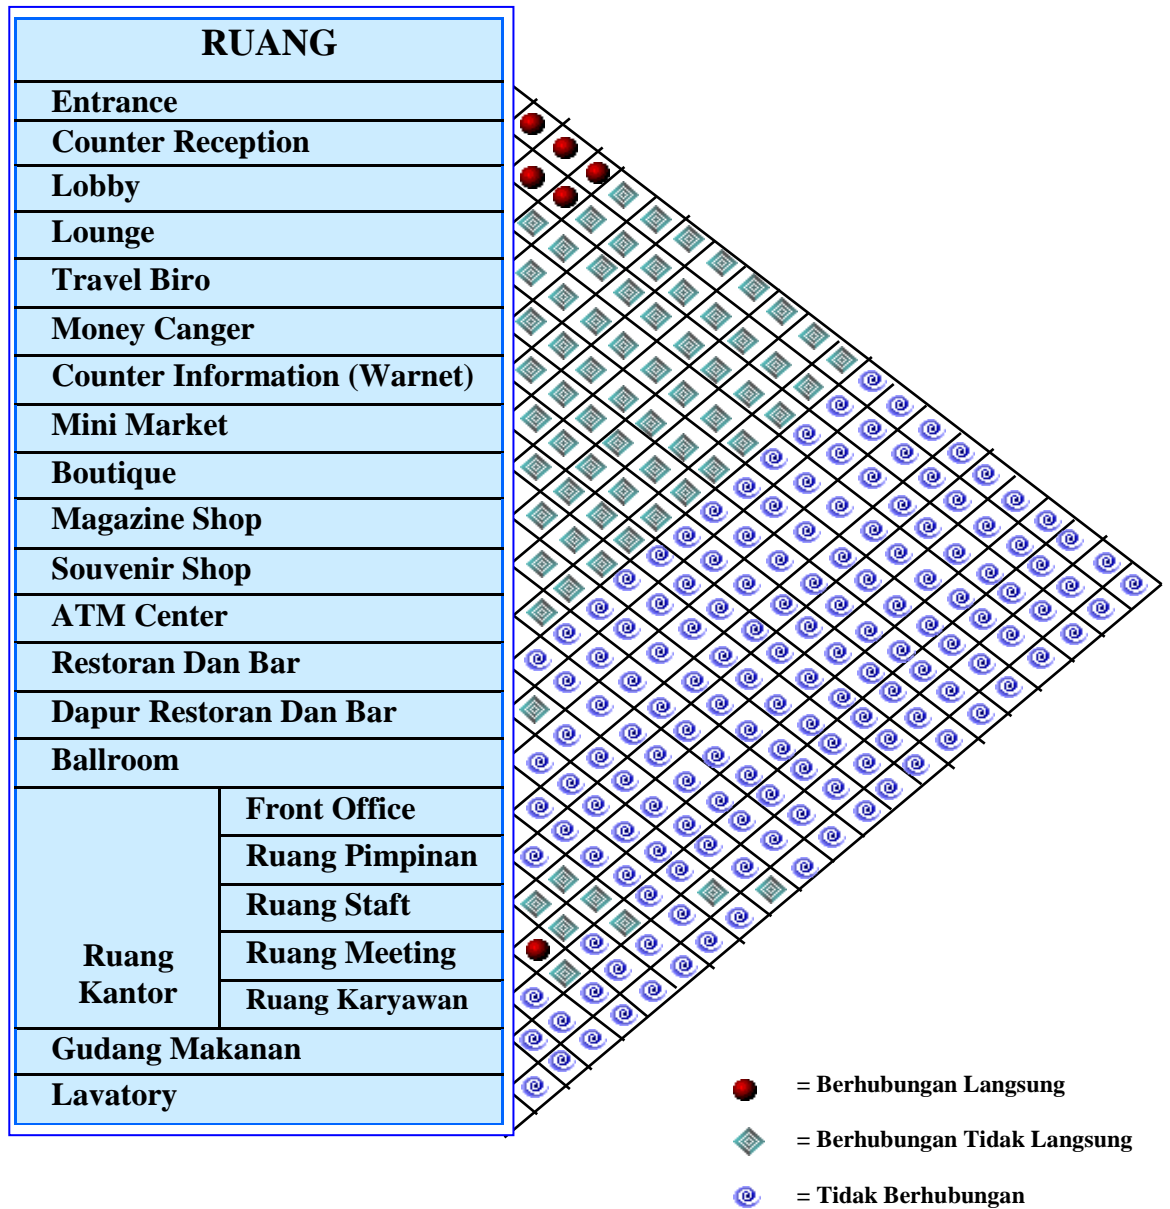 RUANG
Entrance
Counter Reception
Lobby
Lounge
Travel Biro
Money Canger
Counter Information (Warnet)
Mini Market
Boutique
Magazine Shop
Souvenir Shop
ATM Center
Restoran Dan Bar
Dapur Restoran Dan Bar
Ballroom
Front Office
Ruang Pimpinan
Ruang Staft
Ruang Meeting
Ruang Karyawan
Ruang
Kantor
Gudang Makanan
Lavatory
= Berhubungan Langsung
= Berhubungan Tidak Langsung
= Tidak Berhubungan